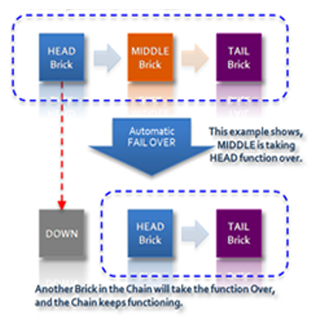 HEAD
Brick
MIDDLE
Brick
TAIL
Brick
Automatic
FAIL OVER
This example shows,
MIDDLE is taking
HEAD function over.
DOWN
HEAD
Brick
TAIL
Brick
Another Brick in the Chain will take the function Over,
and the Chain keeps functioning.